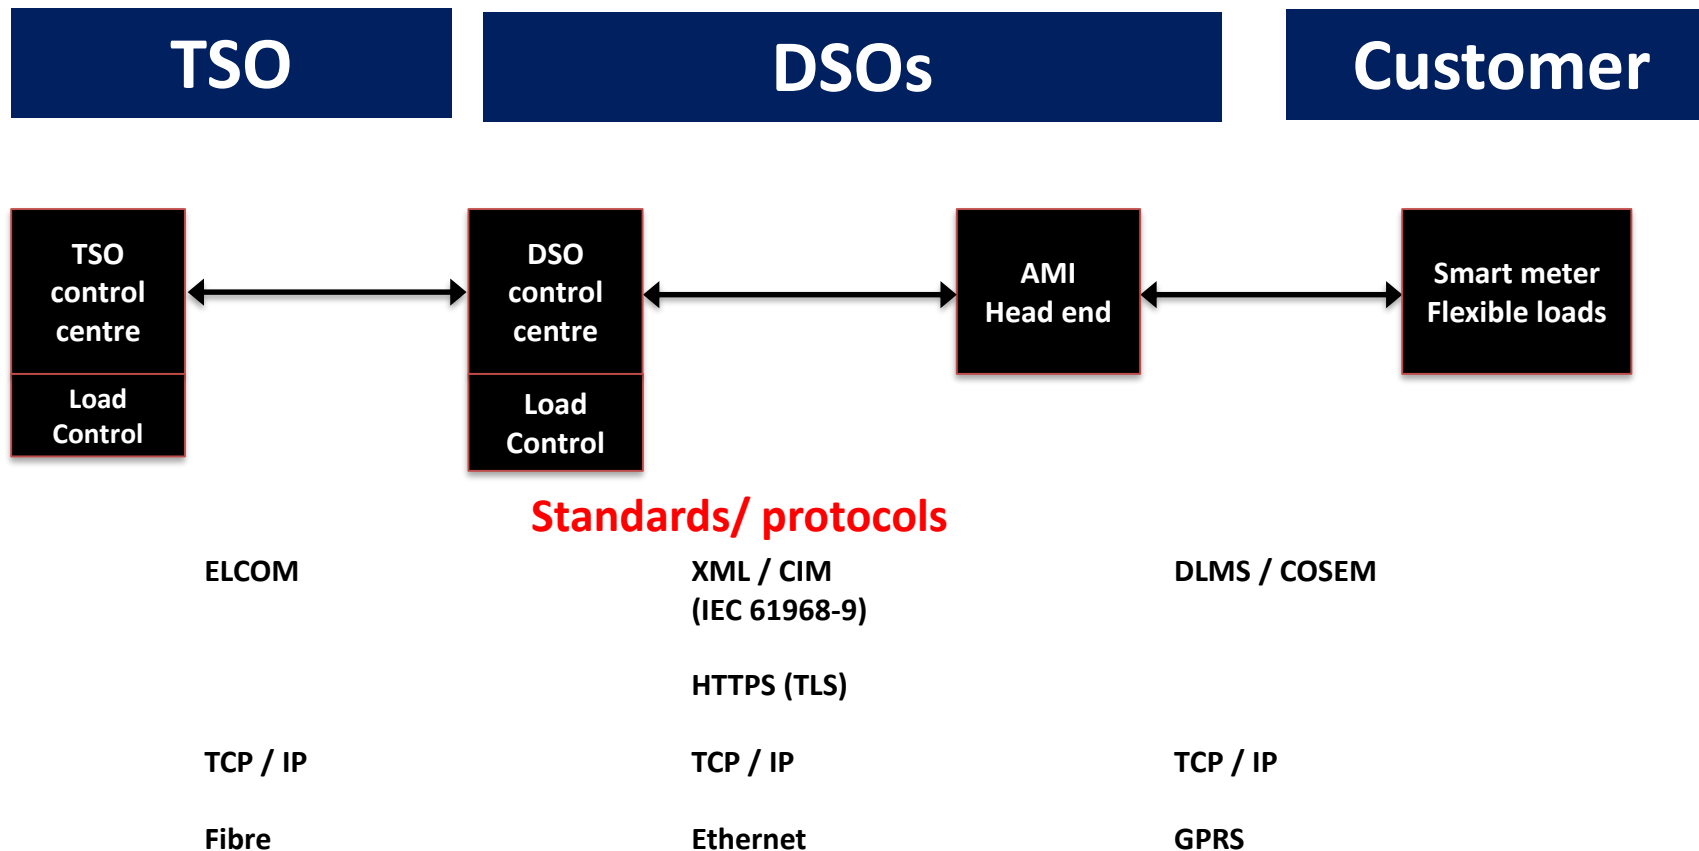 TSO
DSOs
Customer
TSO
control
centre
Load
Control
DSO
control
centre
Load
Control
AMI
Head end
Smart meter
Flexible loads
Standards/ protocols
ELCOM
TCP / IP
Fibre
XML / CIM
(IEC 61968-9)
HTTPS (TLS)
TCP / IP
Ethernet
DLMS / COSEM
TCP / IP
GPRS